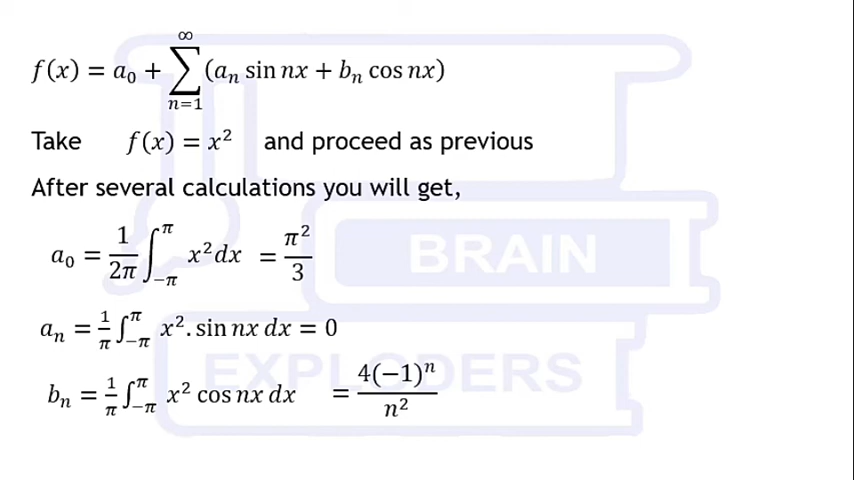 f(x) = a₀ + ∑_{n=1}^{∞} (aₙ sin nx + bₙ cos nx)
Take f(x) = x² and proceed as previous
After several calculations you will get,
a₀ = 1/2π ∫_{−π}^{π} x²dx = π²/3
aₙ = 1/π ∫_{−π}^{π} x². sin nx dx = 0
bₙ = 1/π ∫_{−π}^{π} x² cos nx dx = 4(−1)ⁿ/n²
BRAIN
EXPLODERS